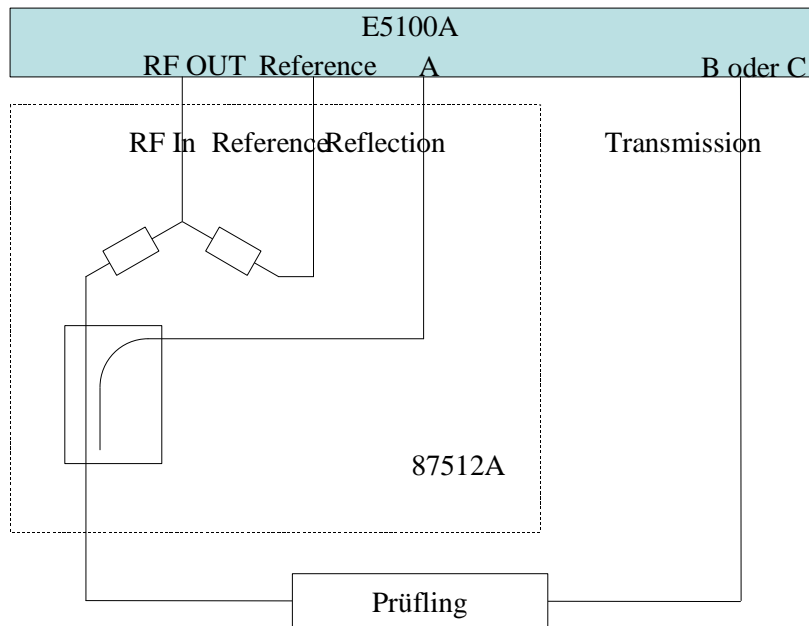 E5100A
RF OUT Reference A B oder C
RF In Reference Reflection Transmission
87512A
Prüfling